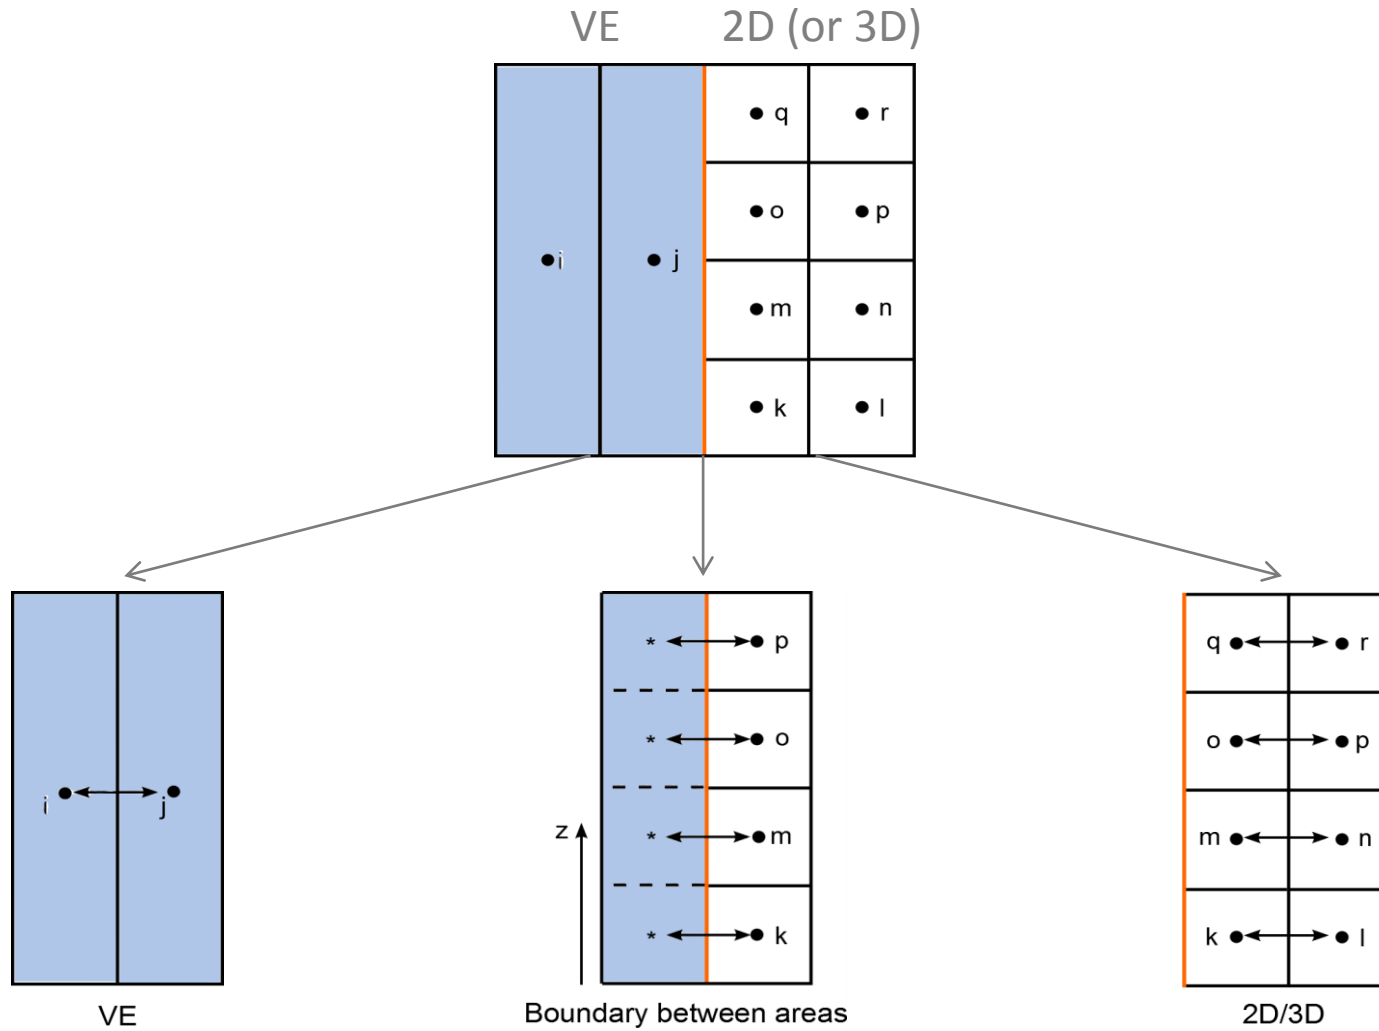 VE 2D (or 3D)
q r
o p
i j
m n
k l
* p
* o
z * m
* k
i j
q r
o p
m n
k l
VE
Boundary between areas
2D/3D